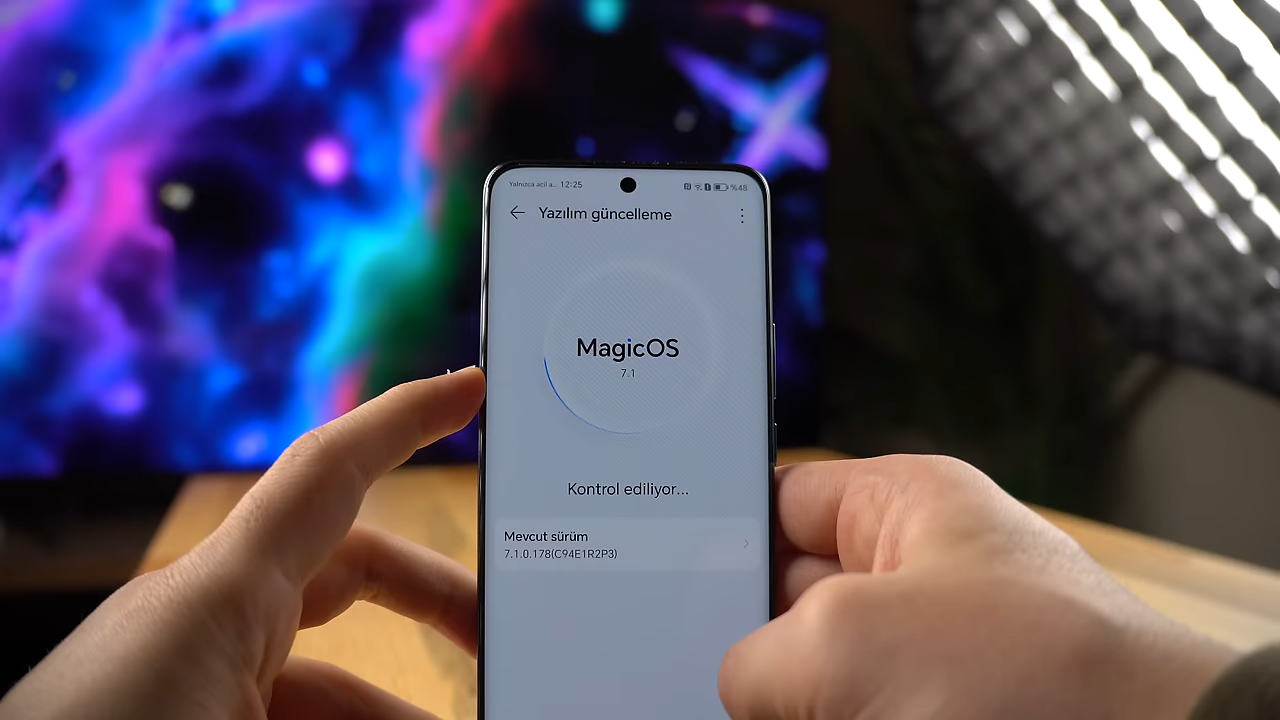 Yalnızca acil a... 12:25 %48
Yazılım güncelleme
MagicOS
7.1
Kontrol ediliyor...
Mevcut sürüm
7.1.0.178(C94E1R2P3)